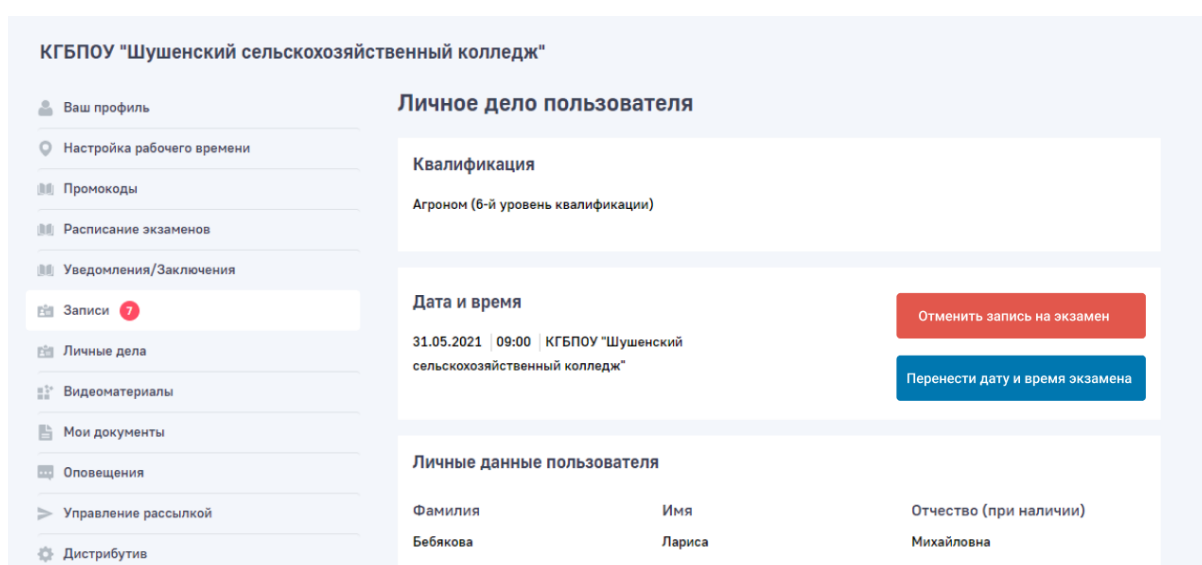 КГБПОУ "Шушенский сельскохозяйственный колледж"
Ваш профиль
Настройка рабочего времени
Промокоды
Расписание экзаменов
Уведомления/Заключения
Записи 7
Личные дела
Видеоматериалы
Мои документы
Оповещения
Управление рассылкой
Дистрибутив
Личное дело пользователя
Квалификация
Агроном (6-й уровень квалификации)
Дата и время
31.05.2021 09:00 КГБПОУ "Шушенский
сельскохозяйственный колледж"
Отменить запись на экзамен
Перенести дату и время экзамена
Личные данные пользователя
Фамилия Имя Отчество (при наличии)
Бебякова Лариса Михайловна